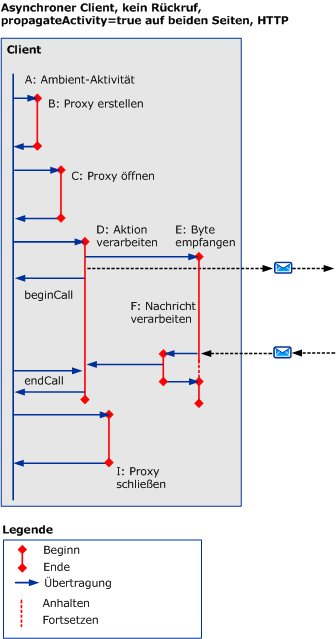 Asynchroner Client, kein Rückruf,
propagateActivity=true auf beiden Seiten, HTTP
Client
A: Ambient-Aktivität
B: Proxy erstellen
C: Proxy öffnen
D: Aktion
verarbeiten
E: Byte
empfangen
beginCall
F: Nachricht
verarbeiten
endCall
I: Proxy
schließen
Legende
Beginn
Ende
Übertragung
Anhalten
Fortsetzen